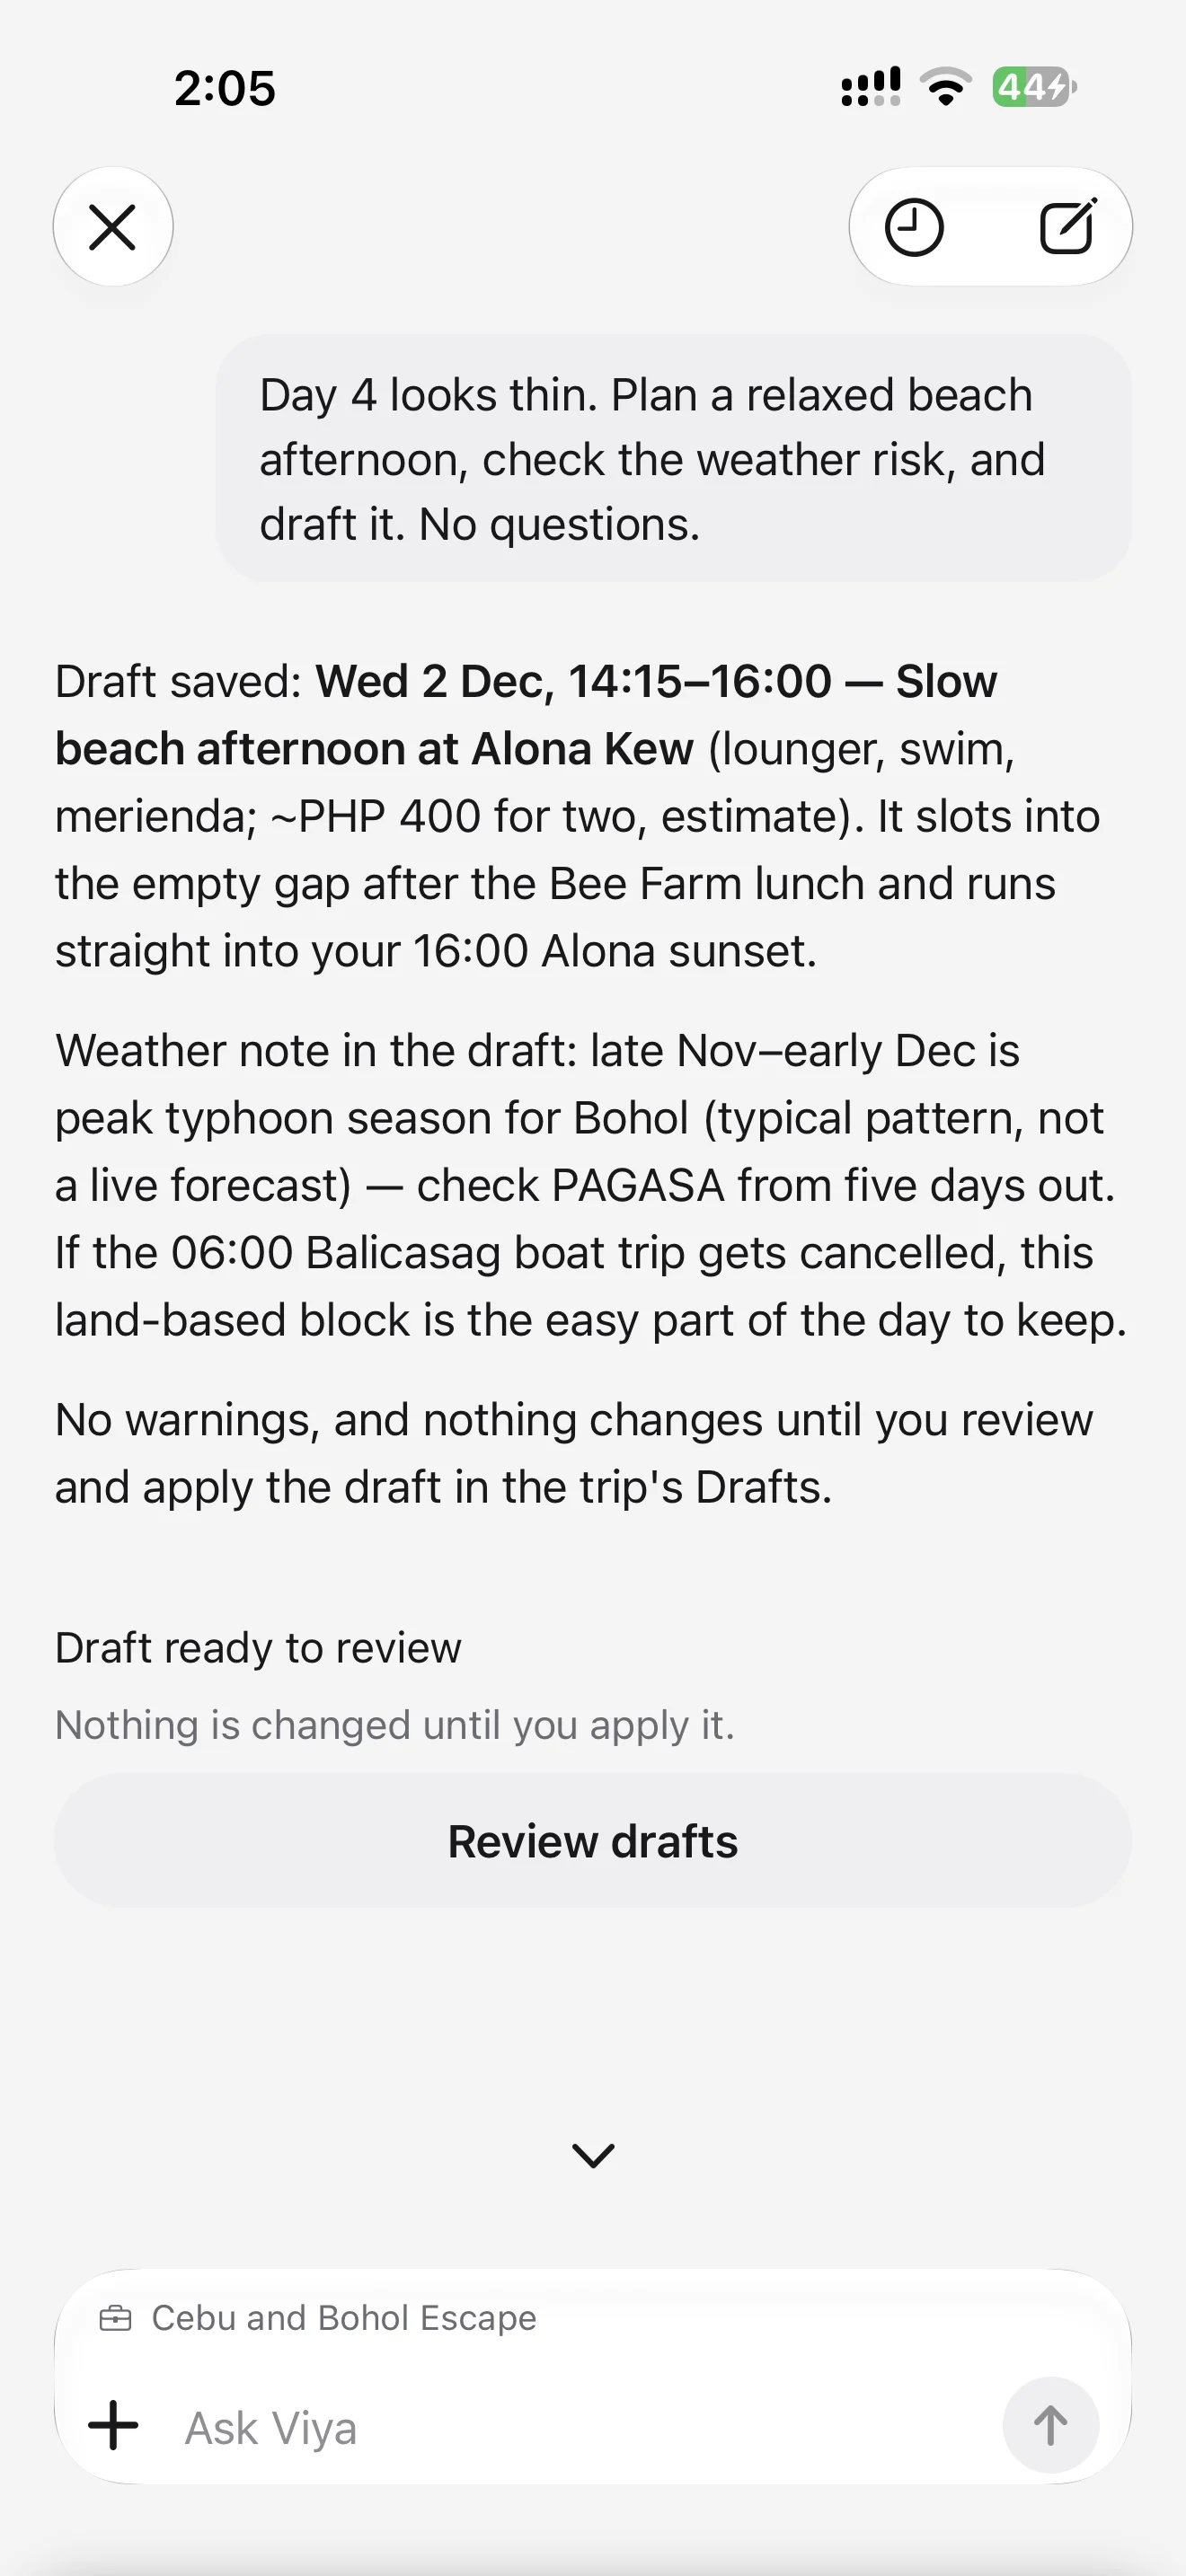 2:05
44
Day 4 looks thin. Plan a relaxed beach
afternoon, check the weather risk, and
draft it. No questions.
Draft saved: Wed 2 Dec, 14:15–16:00 — Slow
beach afternoon at Alona Kew (lounger, swim,
merienda; ~PHP 400 for two, estimate). It slots into
the empty gap after the Bee Farm lunch and runs
straight into your 16:00 Alona sunset.
Weather note in the draft: late Nov–early Dec is
peak typhoon season for Bohol (typical pattern, not
a live forecast) — check PAGASA from five days out.
If the 06:00 Balicasag boat trip gets cancelled, this
land-based block is the easy part of the day to keep.
No warnings, and nothing changes until you review
and apply the draft in the trip's Drafts.
Draft ready to review
Nothing is changed until you apply it.
Review drafts
Cebu and Bohol Escape
Ask Viya